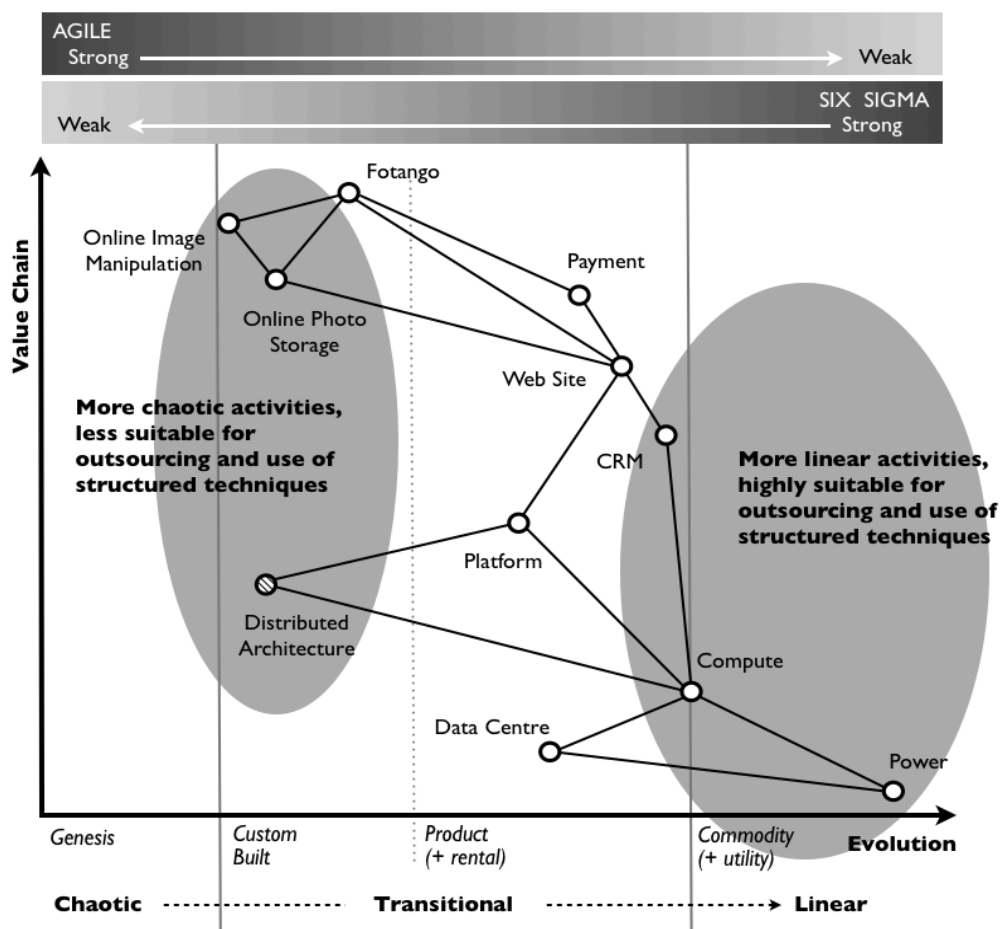 AGILE
Strong
Weak
SIX SIGMA
Weak
Strong
Value Chain
Fotango
Online Image
Manipulation
Payment
Online Photo
Storage
Web Site
More chaotic activities,
less suitable for
outsourcing and use of
structured techniques
CRM
More linear activities,
highly suitable for
outsourcing and use of
structured techniques
Platform
Distributed
Architecture
Compute
Data Centre
Power
Genesis
Custom
Built
Product
(+ rental)
Commodity
(+ utility)
Evolution
Chaotic
Transitional
Linear